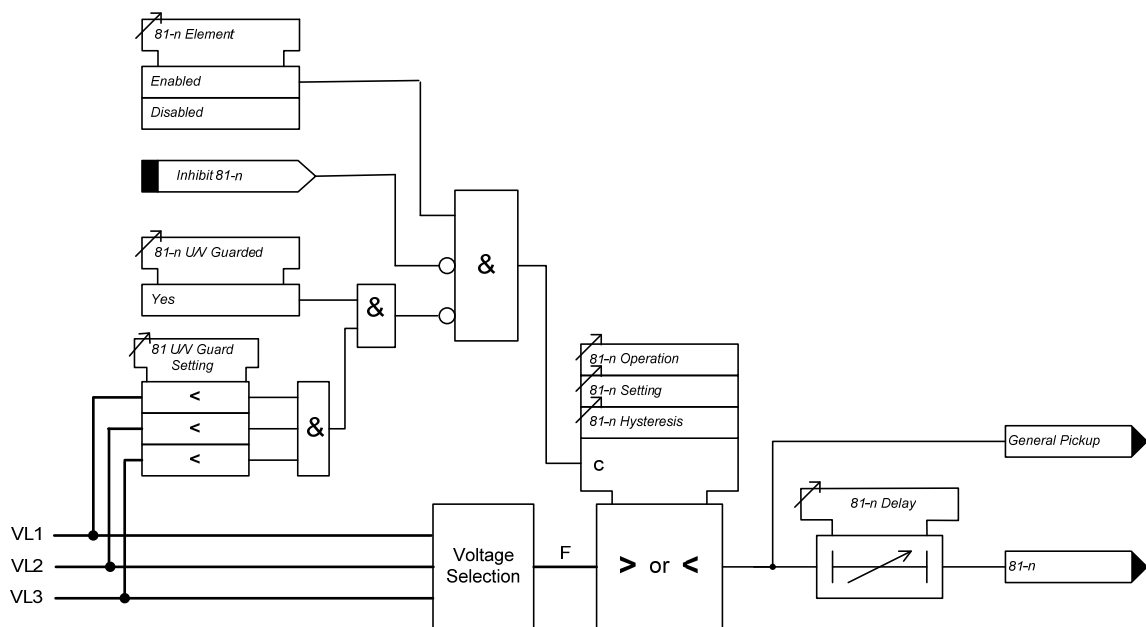 81-n Element
Enabled
Disabled
Inhibit 81-n
81-n U/V Guarded
Yes
&
&
81 U/V Guard
Setting
<
<
<
&
81-n Operation
81-n Setting
81-n Hysteresis
c
General Pickup
81-n Delay
VL1
VL2
VL3
Voltage
Selection
F
> or <
81-n